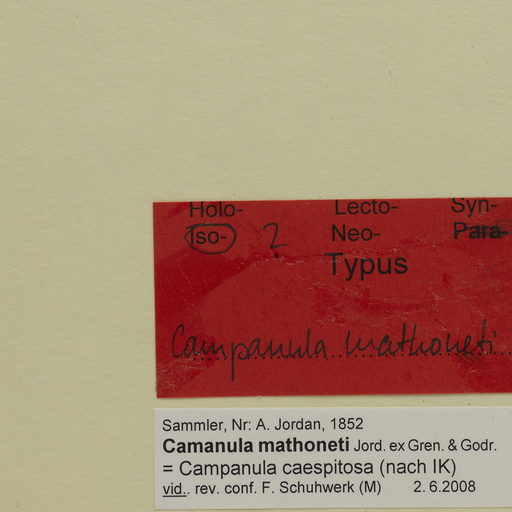 Holo- Lecto- Syn-
Iso- ? Neo- Para-
Typus
Campanula mathoneti
Sammler, Nr: A. Jordan, 1852
Camanula mathoneti Jord. ex Gren. & Godr.
= Campanula caespitosa (nach IK)
vid.. rev. conf. F. Schuhwerk (M) 2.6.2008